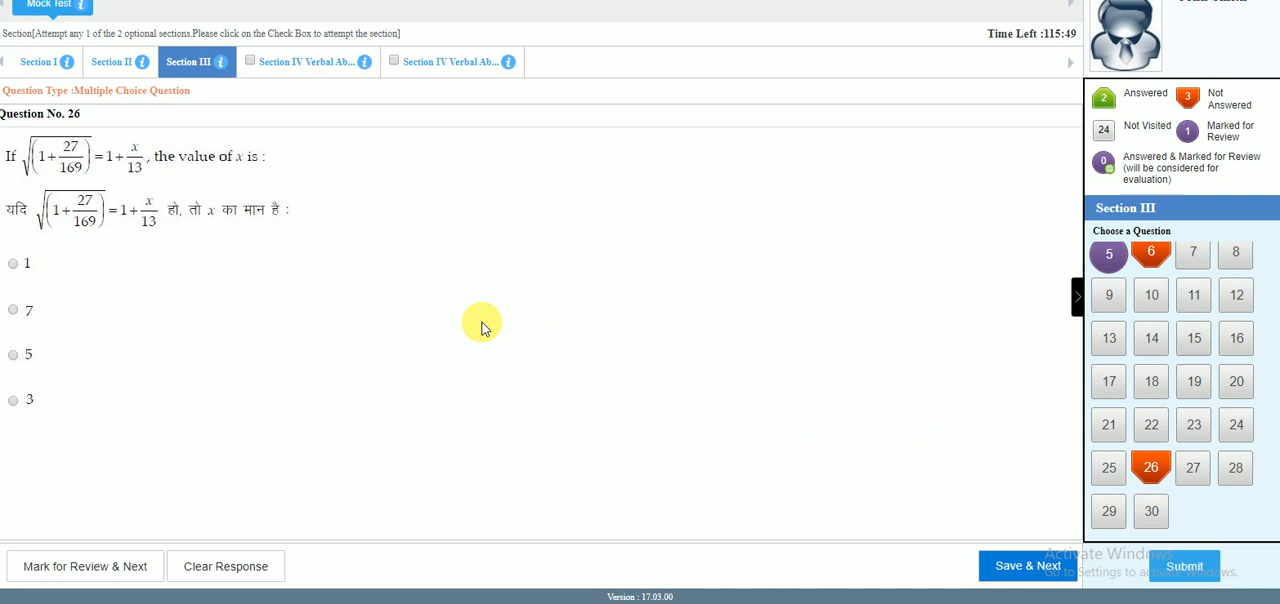 Mock Test i
Section[Attempt any 1 of the 2 optional sections.Please click on the Check Box to attempt the section]
Time Left :115:49
Section I i
Section II i
Section III i
Section IV Verbal Ab... i
Section IV Verbal Ab... i
Question Type :Multiple Choice Question
Question No. 26
If √(1+27/169) = 1+x/13, the value of x is :
यदि √(1+27/169) = 1+x/13 हो, तो x का मान है :
1
7
5
3
Mark for Review & Next
Clear Response
Save & Next
2 Answered
3 Not Answered
24 Not Visited
1 Marked for Review
0 Answered & Marked for Review (will be considered for evaluation)
Section III
Choose a Question
5 6 7 8
9 10 11 12
13 14 15 16
17 18 19 20
21 22 23 24
25 26 27 28
29 30
Activate Windows
Go to Settings to activate Windows.
Submit
Version : 17.03.00